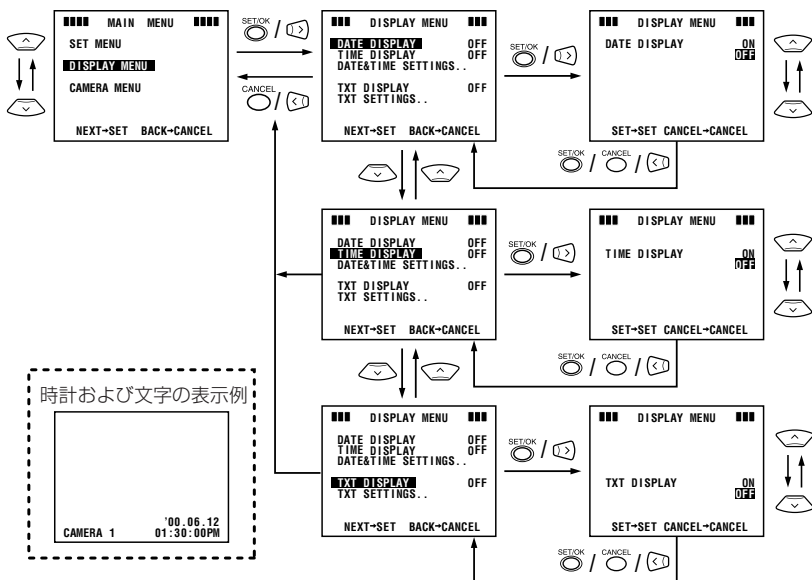 MAIN MENU
SET MENU
DISPLAY MENU
CAMERA MENU
NEXT→SET BACK→CANCEL
SET/OK
/
CANCEL
/
DISPLAY MENU
DATE DISPLAY OFF
TIME DISPLAY OFF
DATE&TIME SETTINGS..
TXT DISPLAY OFF
TXT SETTINGS..
NEXT→SET BACK→CANCEL
SET/OK
/
DISPLAY MENU
DATE DISPLAY ON
OFF
SET→SET CANCEL→CANCEL
SET/OK / CANCEL /
DISPLAY MENU
DATE DISPLAY OFF
TIME DISPLAY OFF
DATE&TIME SETTINGS..
TXT DISPLAY OFF
TXT SETTINGS..
NEXT→SET BACK→CANCEL
SET/OK
/
DISPLAY MENU
TIME DISPLAY ON
OFF
SET→SET CANCEL→CANCEL
SET/OK / CANCEL /
時計および文字の表示例
'00.06.12
CAMERA 1 01:30:00PM
DISPLAY MENU
DATE DISPLAY OFF
TIME DISPLAY OFF
DATE&TIME SETTINGS..
TXT DISPLAY OFF
TXT SETTINGS..
NEXT→SET BACK→CANCEL
SET/OK
/
DISPLAY MENU
TXT DISPLAY ON
OFF
SET→SET CANCEL→CANCEL
SET/OK / CANCEL /